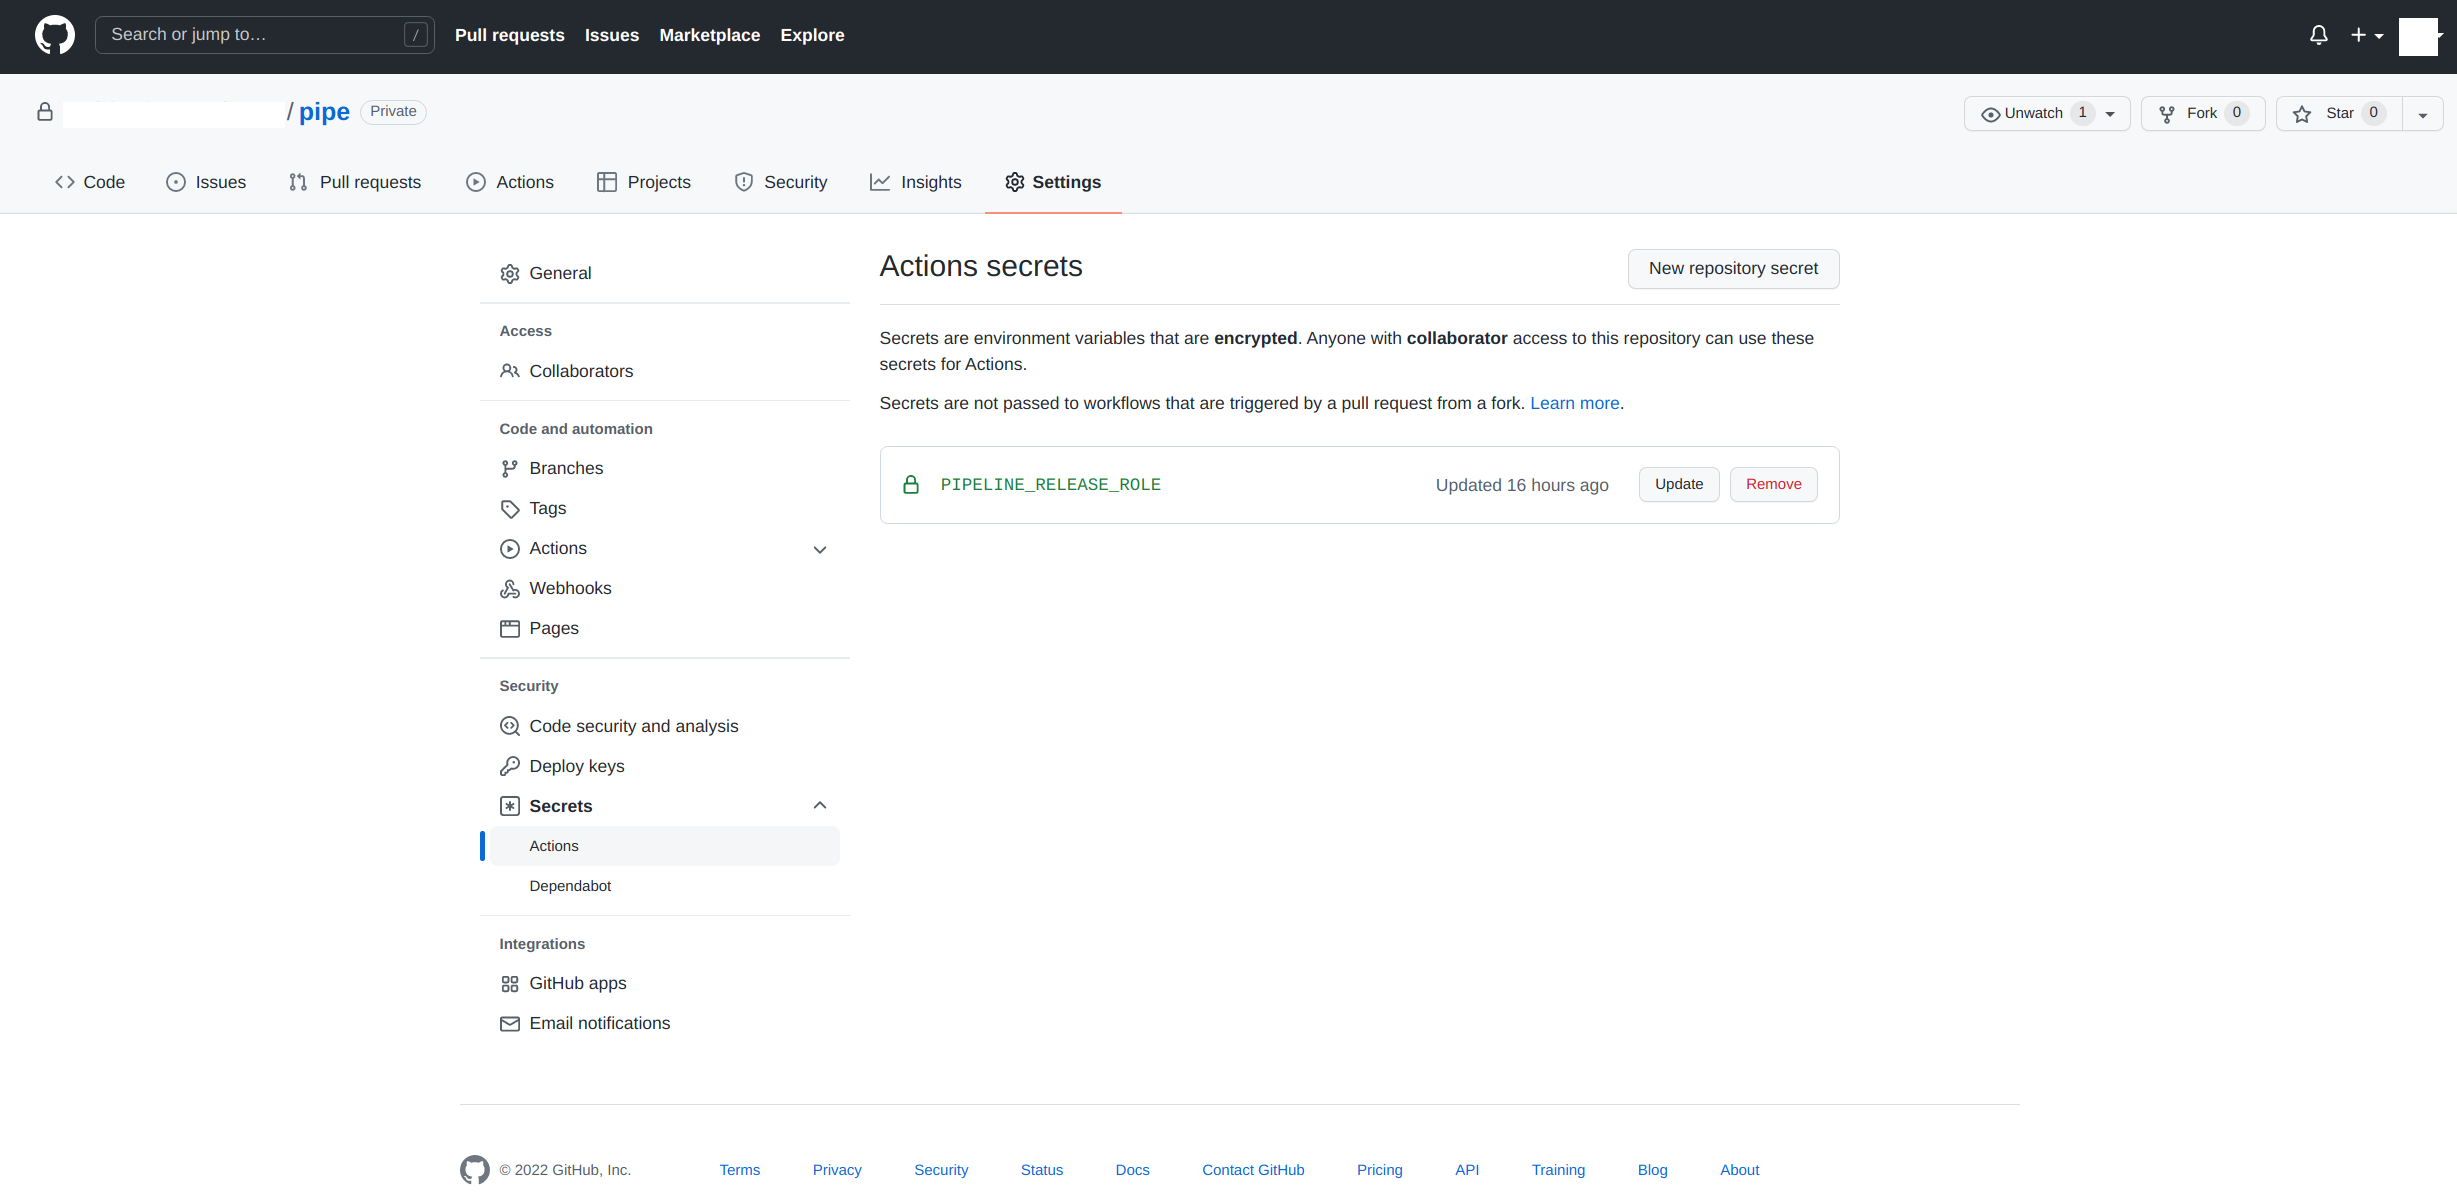 Search or jump to… /
Pull requests Issues Marketplace Explore
/ pipe Private
Unwatch 1 Fork 0 Star 0
Code Issues Pull requests Actions Projects Security Insights Settings
General
Access
Collaborators
Code and automation
Branches
Tags
Actions
Webhooks
Pages
Security
Code security and analysis
Deploy keys
Secrets
Actions
Dependabot
Integrations
GitHub apps
Email notifications
Actions secrets
New repository secret
Secrets are environment variables that are encrypted. Anyone with collaborator access to this repository can use these
secrets for Actions.
Secrets are not passed to workflows that are triggered by a pull request from a fork. Learn more.
PIPELINE_RELEASE_ROLE Updated 16 hours ago Update Remove
© 2022 GitHub, Inc. Terms Privacy Security Status Docs Contact GitHub Pricing API Training Blog About